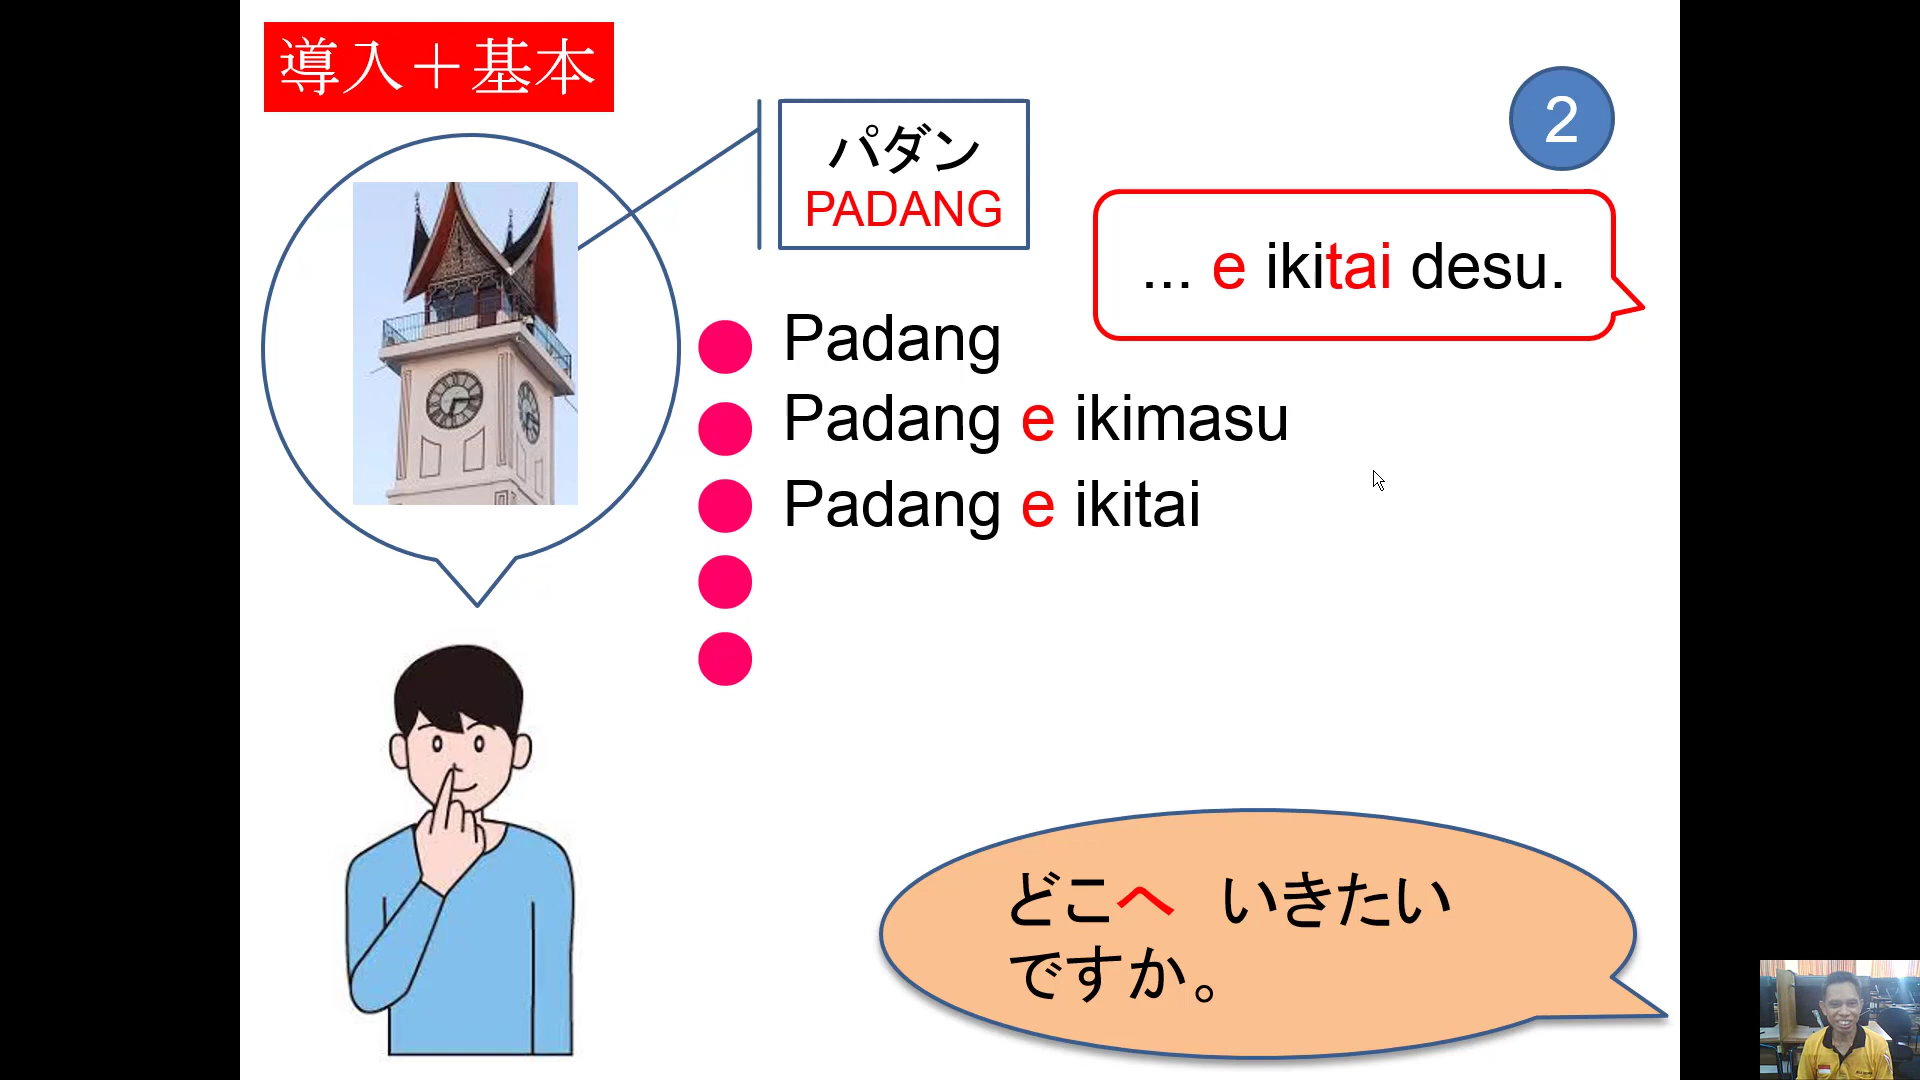 導入＋基本
2
パダン
PADANG
... e ikitai desu.
Padang
Padang e ikimasu
Padang e ikitai
どこへ　いきたい
ですか。